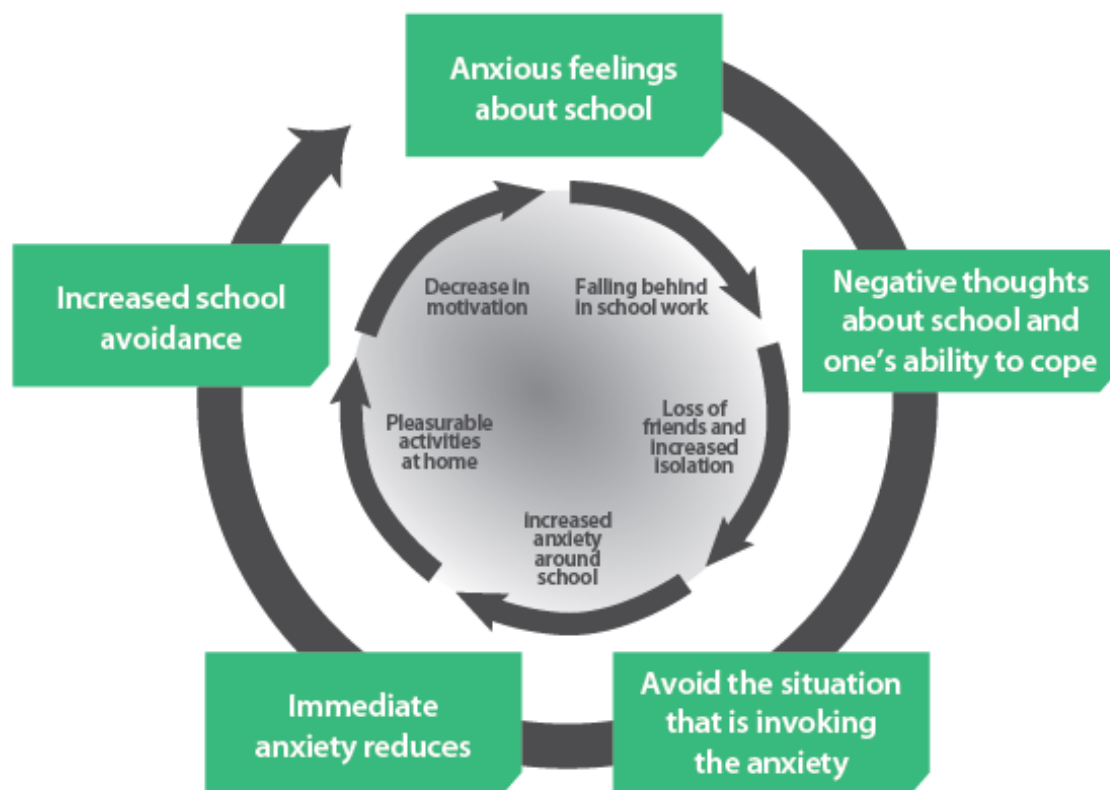 Anxious feelings
about school
Negative thoughts
about school and
one's ability to cope
Avoid the situation
that is invoking
the anxiety
Immediate
anxiety reduces
Increased school
avoidance
Falling behind
in school work
Loss of
friends and
increased
isolation
Increased
anxiety
around
school
Pleasurable
activities
at home
Decrease in
motivation